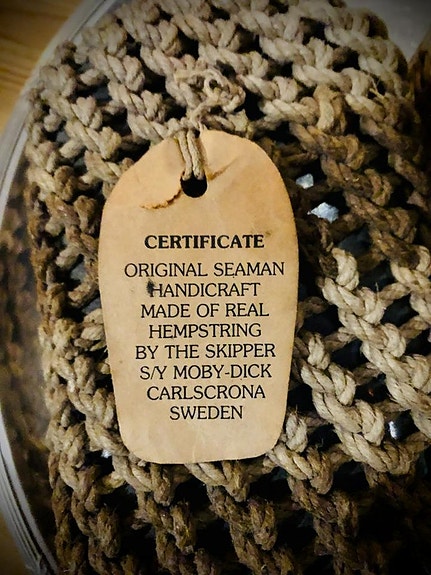 CERTIFICATE
ORIGINAL SEAMAN
HANDICRAFT
MADE OF REAL
HEMPSTRING
BY THE SKIPPER
S/Y MOBY-DICK
CARLSCRONA
SWEDEN